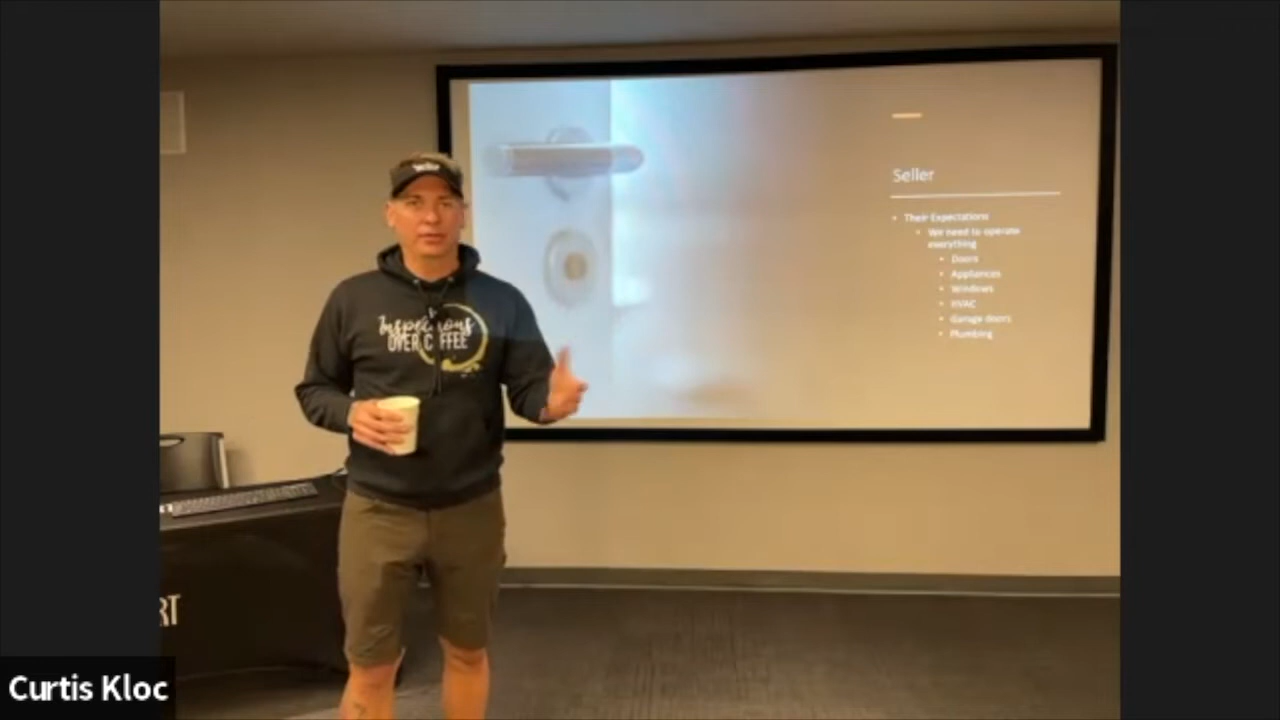 Seller
• Their Expectations
• We need to operate
everything
• Doors
• Appliances
• Windows
• HVAC
• Garage doors
• Plumbing
Inspections
OVER COFFEE
RT
Curtis Kloc